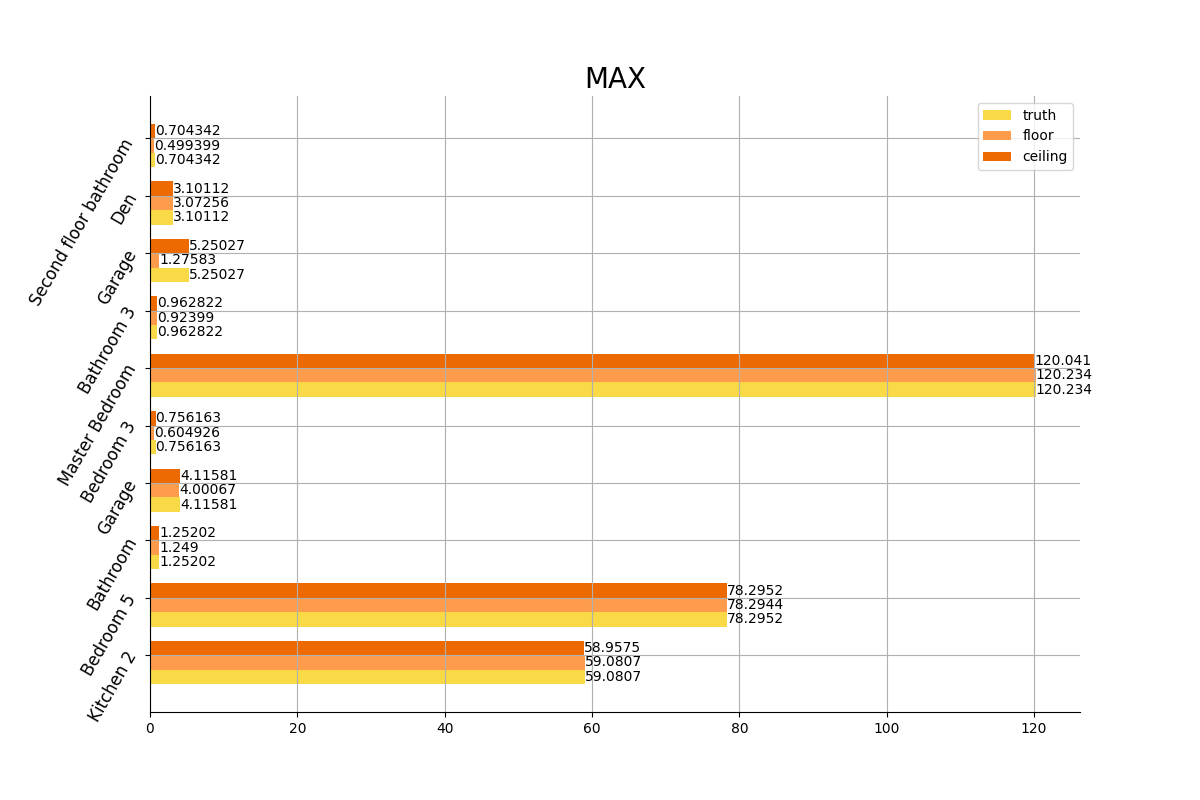 MAX
truth
floor
ceiling
Second floor bathroom
0.704342
0.499399
0.704342
Den
3.10112
3.07256
3.10112
Garage
5.25027
1.27583
5.25027
Bathroom 3
0.962822
0.92399
0.962822
Master Bedroom
120.041
120.234
120.234
Bedroom 3
0.756163
0.604926
0.756163
Garage
4.11581
4.00067
4.11581
Bathroom
1.25202
1.249
1.25202
Bedroom 5
78.2952
78.2944
78.2952
Kitchen 2
58.9575
59.0807
59.0807
0 20 40 60 80 100 120